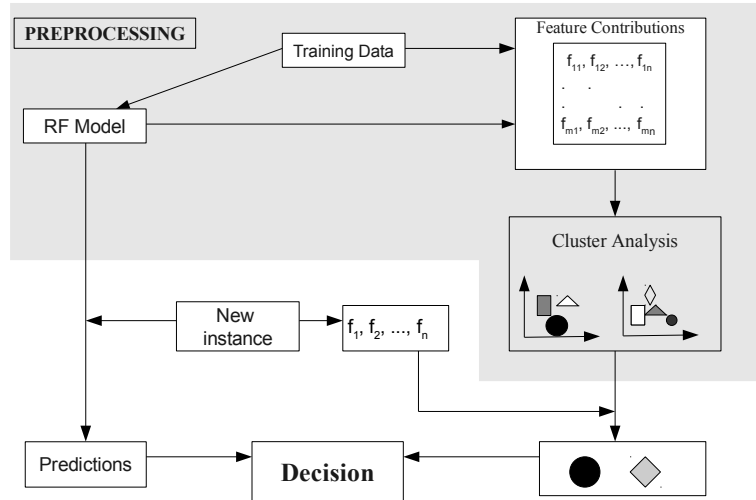 PREPROCESSING
Training Data
Feature Contributions
f11, f12, ..., f1n
. .
. . .
fm1, fm2, ..., fmn
RF Model
Cluster Analysis
New
instance
f1, f2, ..., fn
Predictions
Decision